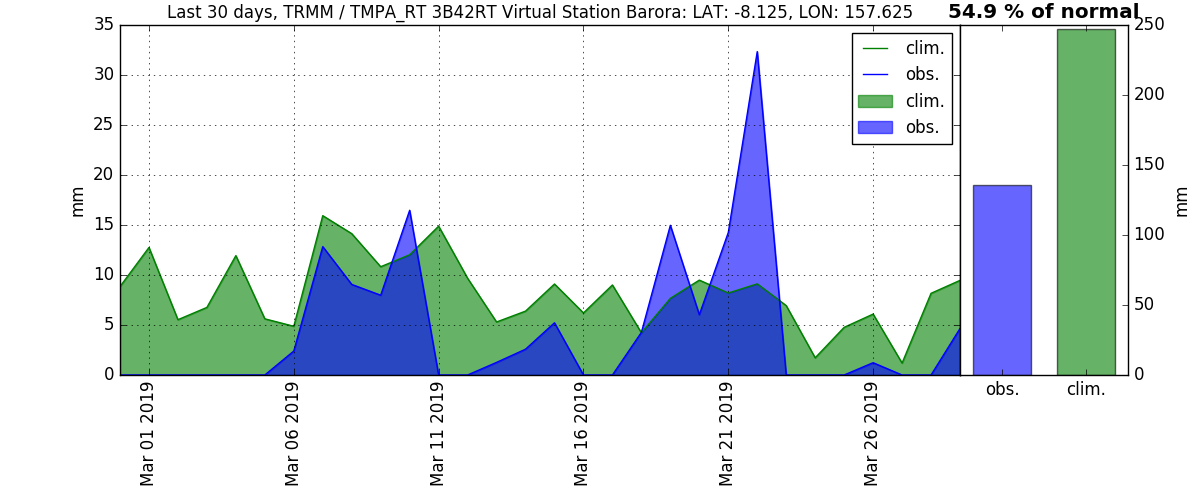 Last 30 days, TRMM / TMPA_RT 3B42RT Virtual Station Barora: LAT: -8.125, LON: 157.625
54.9 % of normal
35
30
25
20
15
10
5
0
mm
clim.
obs.
clim.
obs.
Mar 01 2019
Mar 06 2019
Mar 11 2019
Mar 16 2019
Mar 21 2019
Mar 26 2019
250
200
150
100
50
0
mm
obs.
clim.